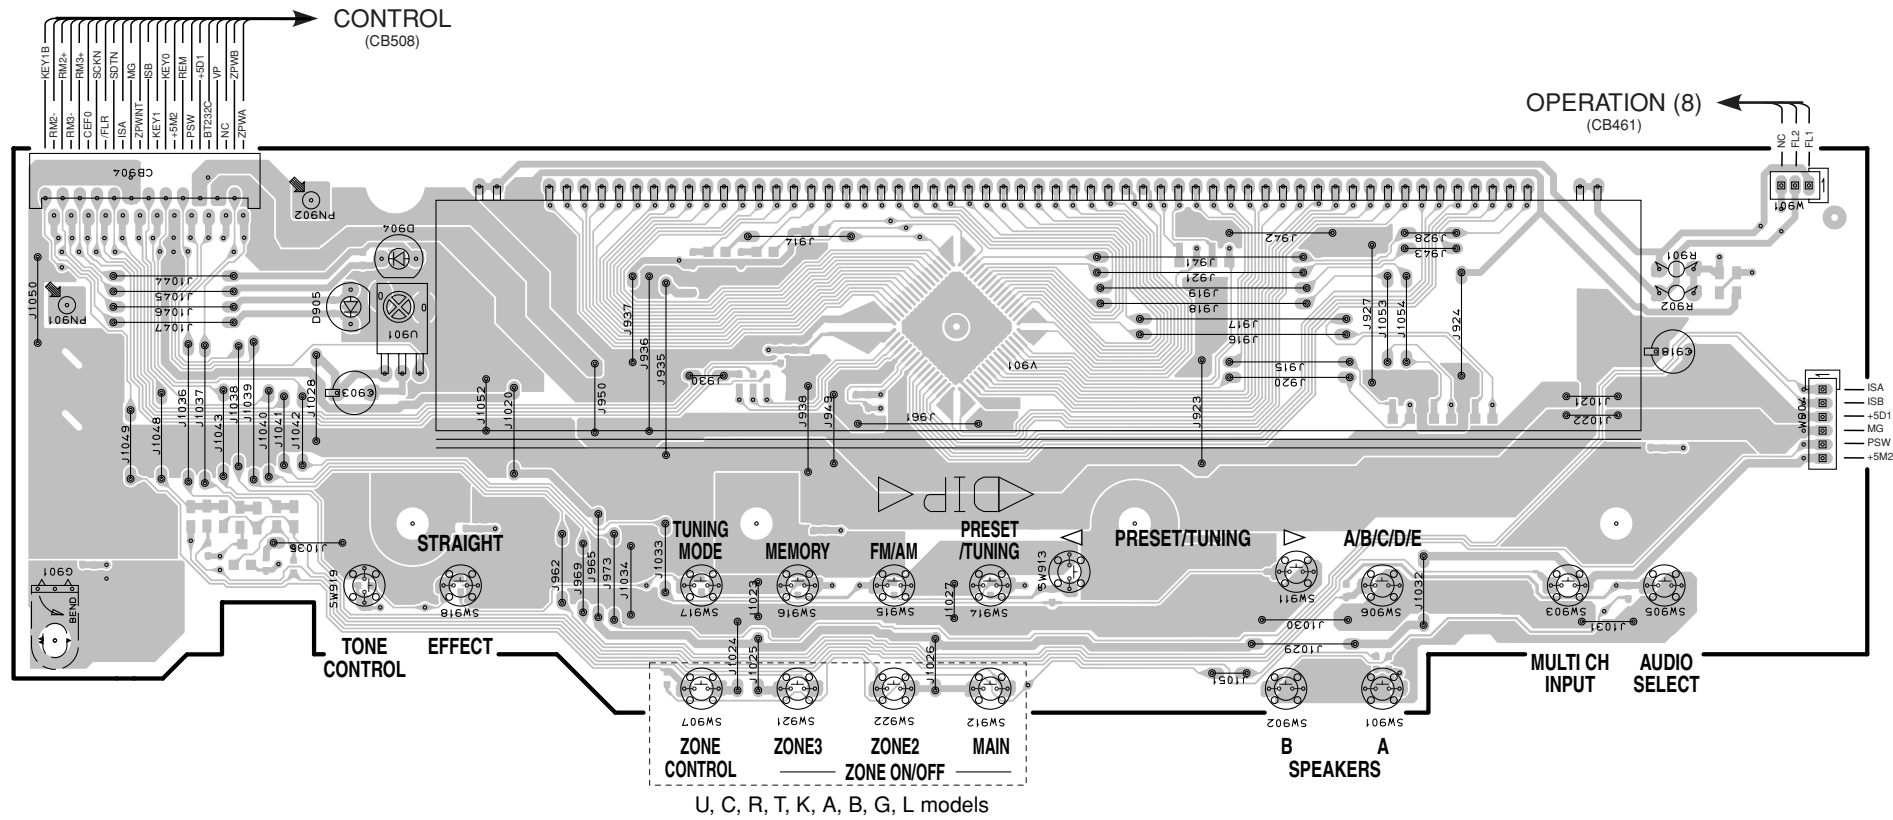 CONTROL
(CB508)
KEY1B
RM2+
RM3+
SCKN
SDTN
MG
ISB
KEY0
REM
+5D1
VP
ZPWB
RM2-
RM3-
CEF0
/FLR
ISA
ZPWINT
KEY1
+5M2
PSW
BT232C
NC
ZPWA
OPERATION (8)
(CB461)
NC
FL2
FL1
CB904
PN902
W901
D904
J914
J942
J928
J943
J941
J921
J919
J918
J917
J916
J915
J920
R901
R902
J1050
PN901
J1044
J1045
J1046
J1047
D905
U901
J937
J936
J935
J927
J1053
J1054
J924
C918
V901
J930
J950
J938
J949
J961
J923
J1021
J1022
W904
ISA
ISB
+5D1
MG
PSW
+5M2
J1049
J1048
J1036
J1037
J1043
J1038
J1039
J1040
J1041
J1042
J1028
C903
J1052
J1020
DIP
STRAIGHT
TUNING
MODE
MEMORY
FM/AM
PRESET
/TUNING
PRESET/TUNING
A/B/C/D/E
J1035
J962
J969
J965
J973
J1034
J1033
G901
BEND
SW919
SW918
SW917
J1023
SW916
SW915
J1027
SW914
SW913
SW911
SW906
J1032
SW903
SW905
J1030
J1031
J1029
TONE
CONTROL
EFFECT
J1024
J1025
J1026
J1051
MULTI CH
INPUT
AUDIO
SELECT
SW907
SW921
SW922
SW912
SW902
SW901
ZONE
CONTROL
ZONE3
ZONE2
MAIN
ZONE ON/OFF
B
A
SPEAKERS
U, C, R, T, K, A, B, G, L models